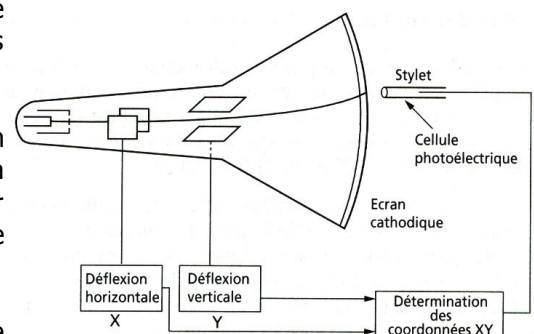 Stylet
Cellule
photoélectrique
Ecran
cathodique
Déflexion
horizontale
X
Déflexion
verticale
Y
Détermination
des
coordonnées XY